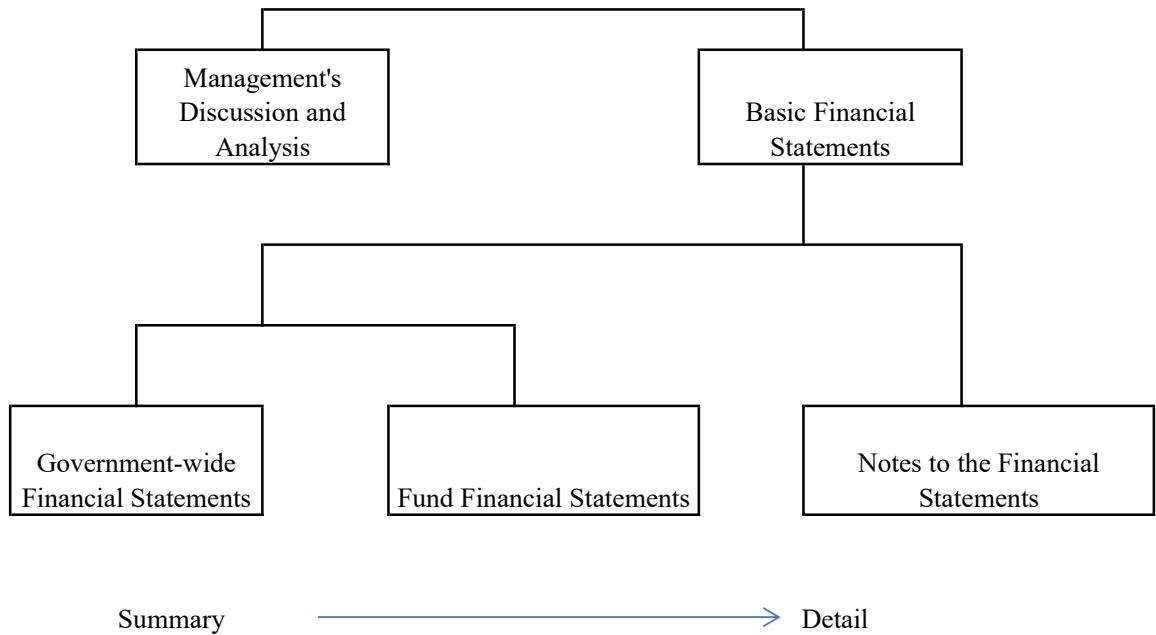 Management's
Discussion and
Analysis
Basic Financial
Statements
Government-wide
Financial Statements
Fund Financial Statements
Notes to the Financial
Statements
Summary
Detail